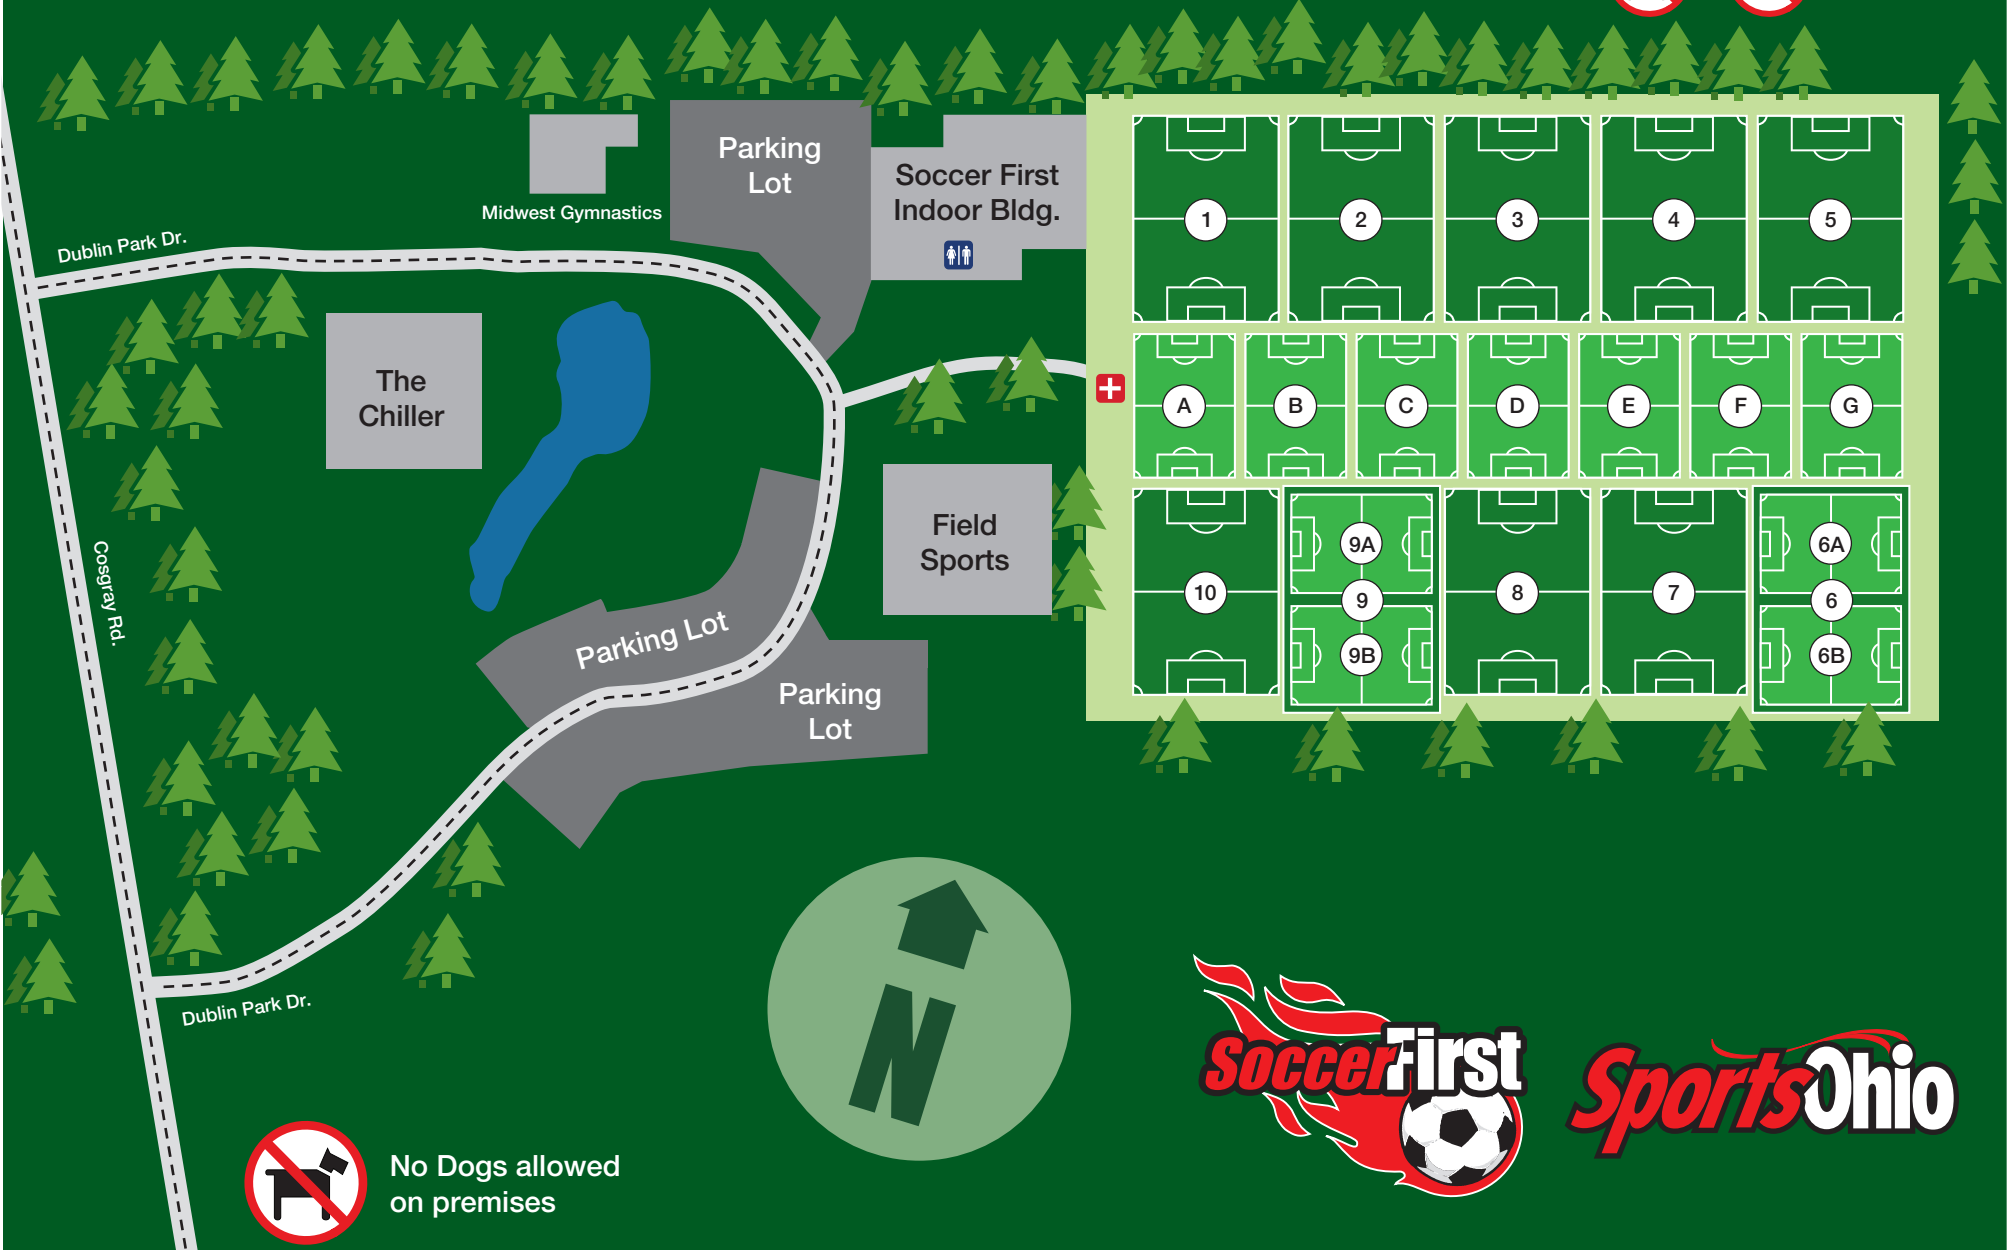 Parking
Lot
Soccer First
Indoor Bldg.
Midwest Gymnastics
Dublin Park Dr.
1
2
3
4
5
The
Chiller
A
B
C
D
E
F
G
Field
Sports
Cosgray Rd.
Parking Lot
Parking
Lot
10
9A
9
9B
8
7
6A
6
6B
Dublin Park Dr.
N
SoccerFirst
SportsOhio
No Dogs allowed
on premises